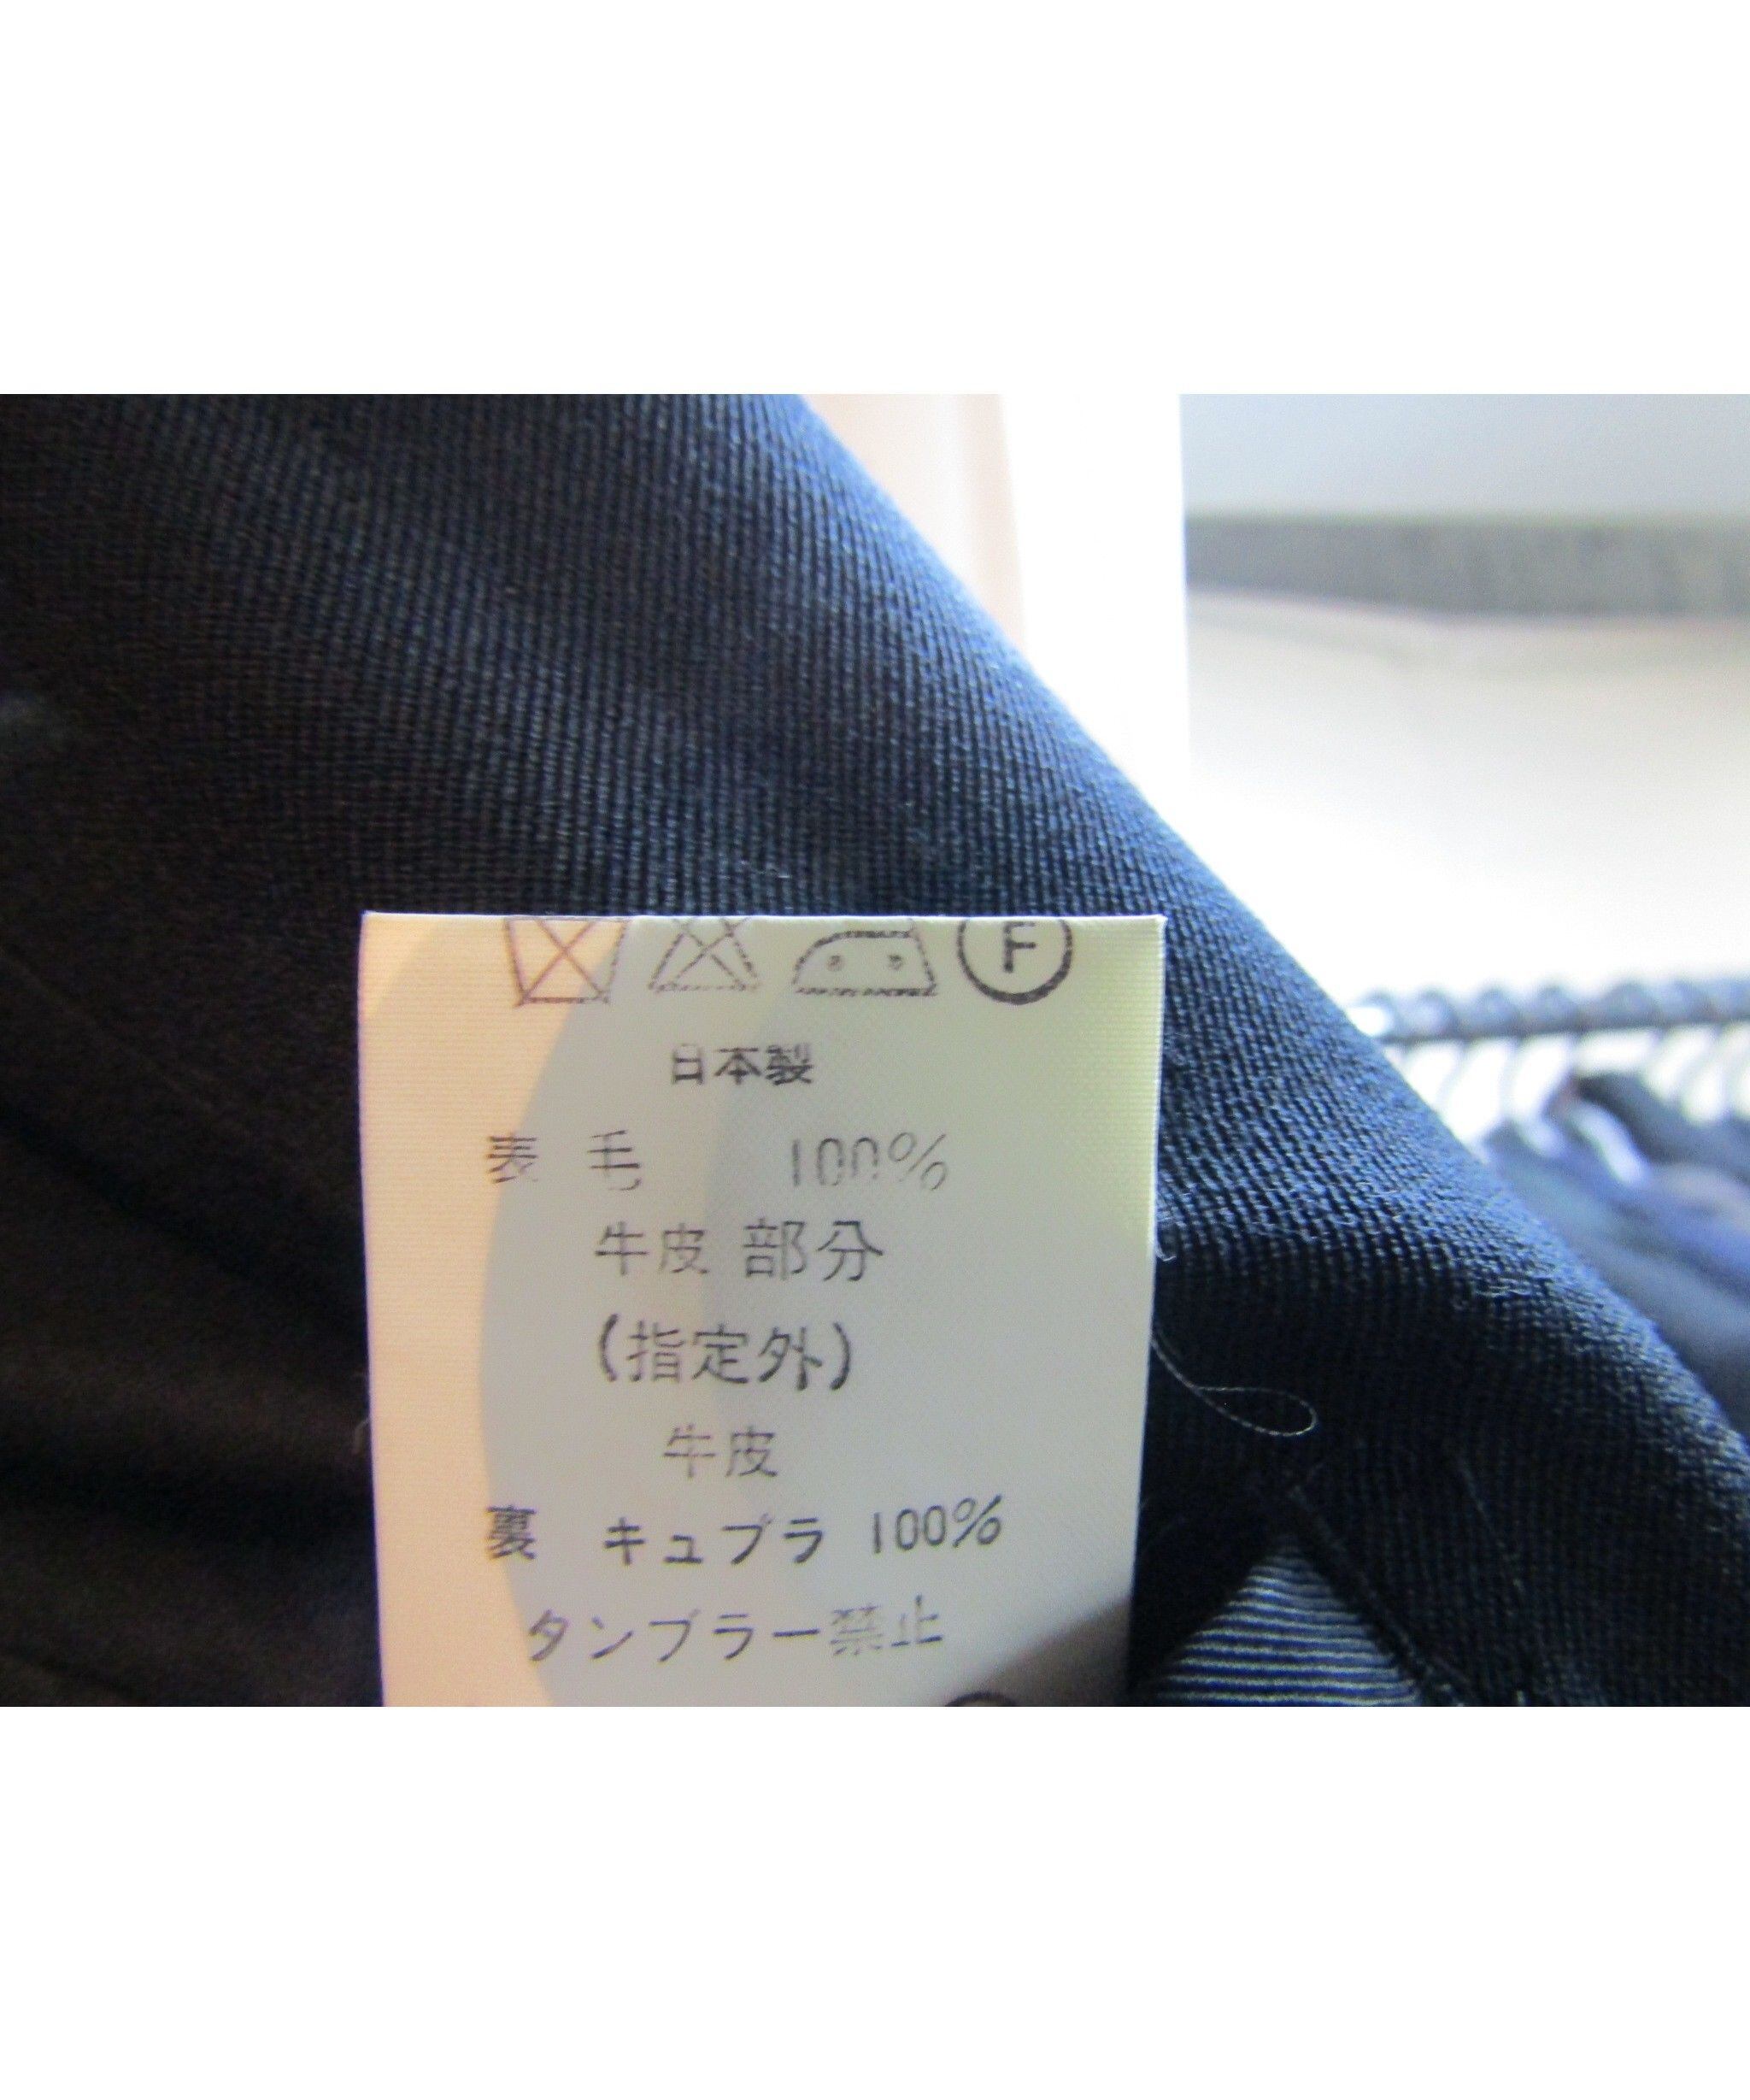 F
日本製
表 毛 100%
牛皮 部分
(指定外)
牛皮
裏 キュプラ 100%
タンブラー禁止